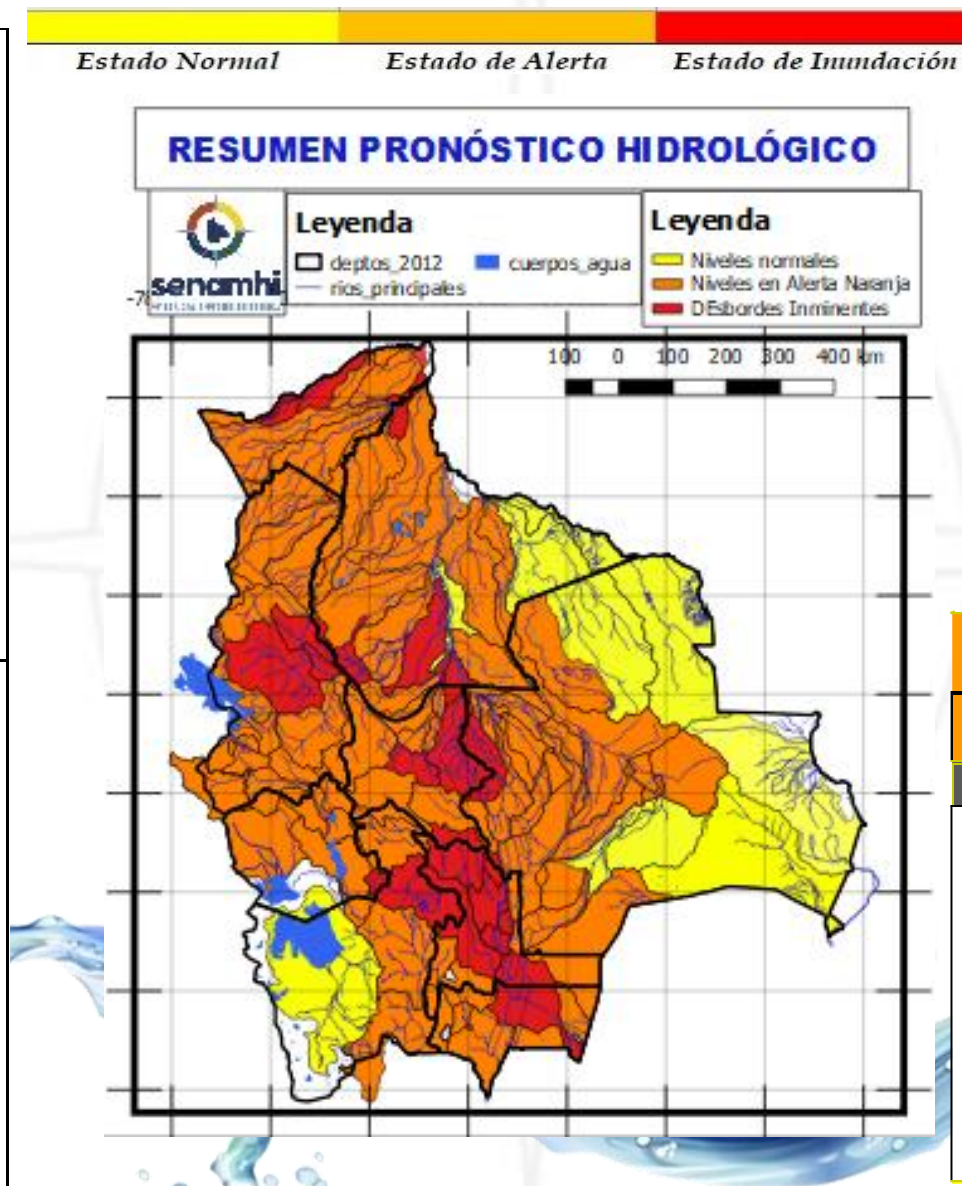 Estado Normal Estado de Alerta Estado de Inundación
RESUMEN PRONÓSTICO HIDROLÓGICO
senamhi
Leyenda
deptos_2012 cuerpos_agua
rios_principales
Leyenda
Niveles normales
Niveles en Alerta Naranja
DEsbordes Inminentes
100 0 100 200 300 400 km